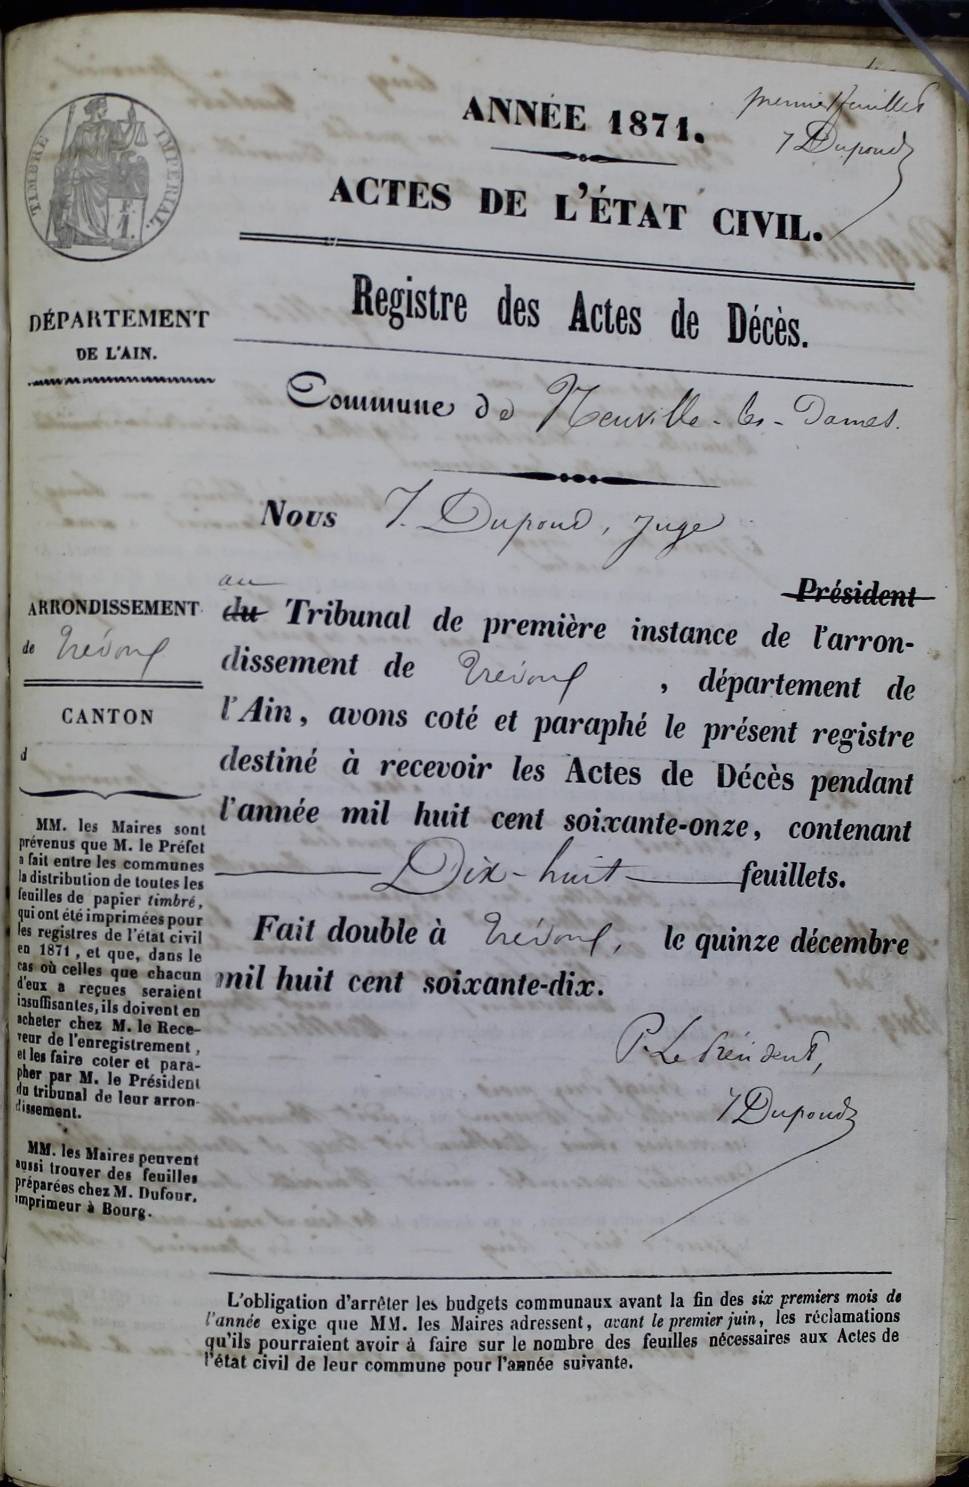 premier feuillet
J Dupond
TIMBRE IMPÉRIAL.
ANNÉE 1871.
ACTES DE L'ÉTAT CIVIL.
Registre des Actes de Décès.
DÉPARTEMENT
DE L'AIN.
Commune de Neuville-les-Dames.
Nous J. Dupond, juge
Président
au
du Tribunal de première instance de l'arron-
dissement de Trévoux, département de
l'Ain, avons coté et paraphé le présent registre
destiné à recevoir les Actes de Décès pendant
l'année mil huit cent soixante-onze, contenant
Dix-huit feuillets.
Fait double à Trévoux, le quinze décembre
mil huit cent soixante-dix.
P. Le Président,
J Dupond
ARRONDISSEMENT
de Trévoux
CANTON
d
MM. les Maires sont
prévenus que M. le Préfet
a fait entre les communes
la distribution de toutes les
feuilles de papier timbré,
qui ont été imprimées pour
les registres de l'état civil
en 1871, et que, dans le
cas où celles que chacun
d'eux a reçues seraient
insuffisantes, ils doivent en
acheter chez M. le Rece-
veur de l'enregistrement,
et les faire coter et para-
pher par M. le Président
du tribunal de leur arron-
dissement.
MM. les Maires peuvent
aussi trouver des feuilles
préparées chez M. Dufour,
imprimeur à Bourg.
L'obligation d'arrêter les budgets communaux avant la fin des six premiers mois de
l'année exige que MM. les Maires adressent, avant le premier juin, les réclamations
qu'ils pourraient avoir à faire sur le nombre des feuilles nécessaires aux Actes de
l'état civil de leur commune pour l'année suivante.